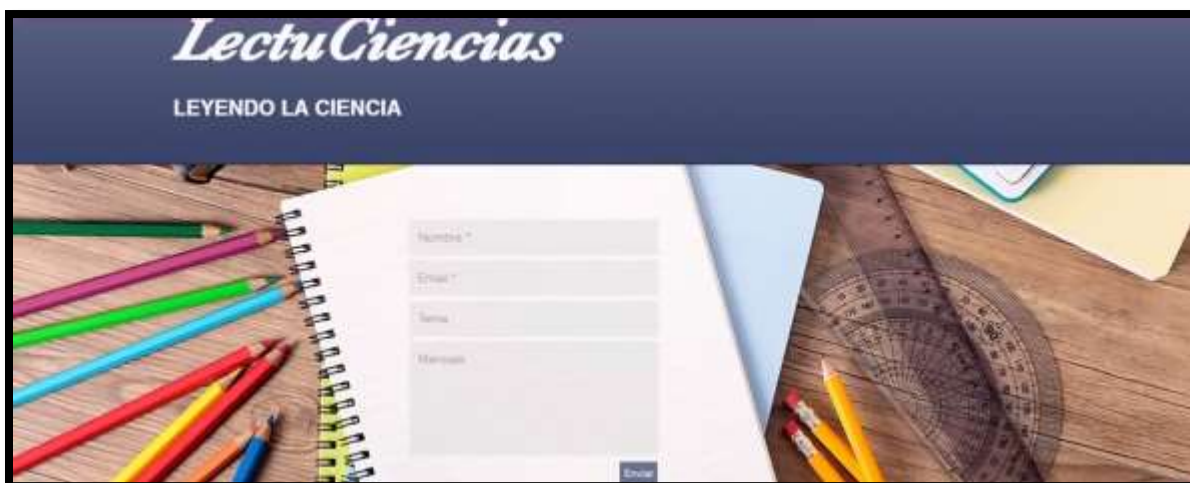 LectuCiencias
LEYENDO LA CIENCIA
Nombre *
Email *
Tema
Mensaje
Enviar